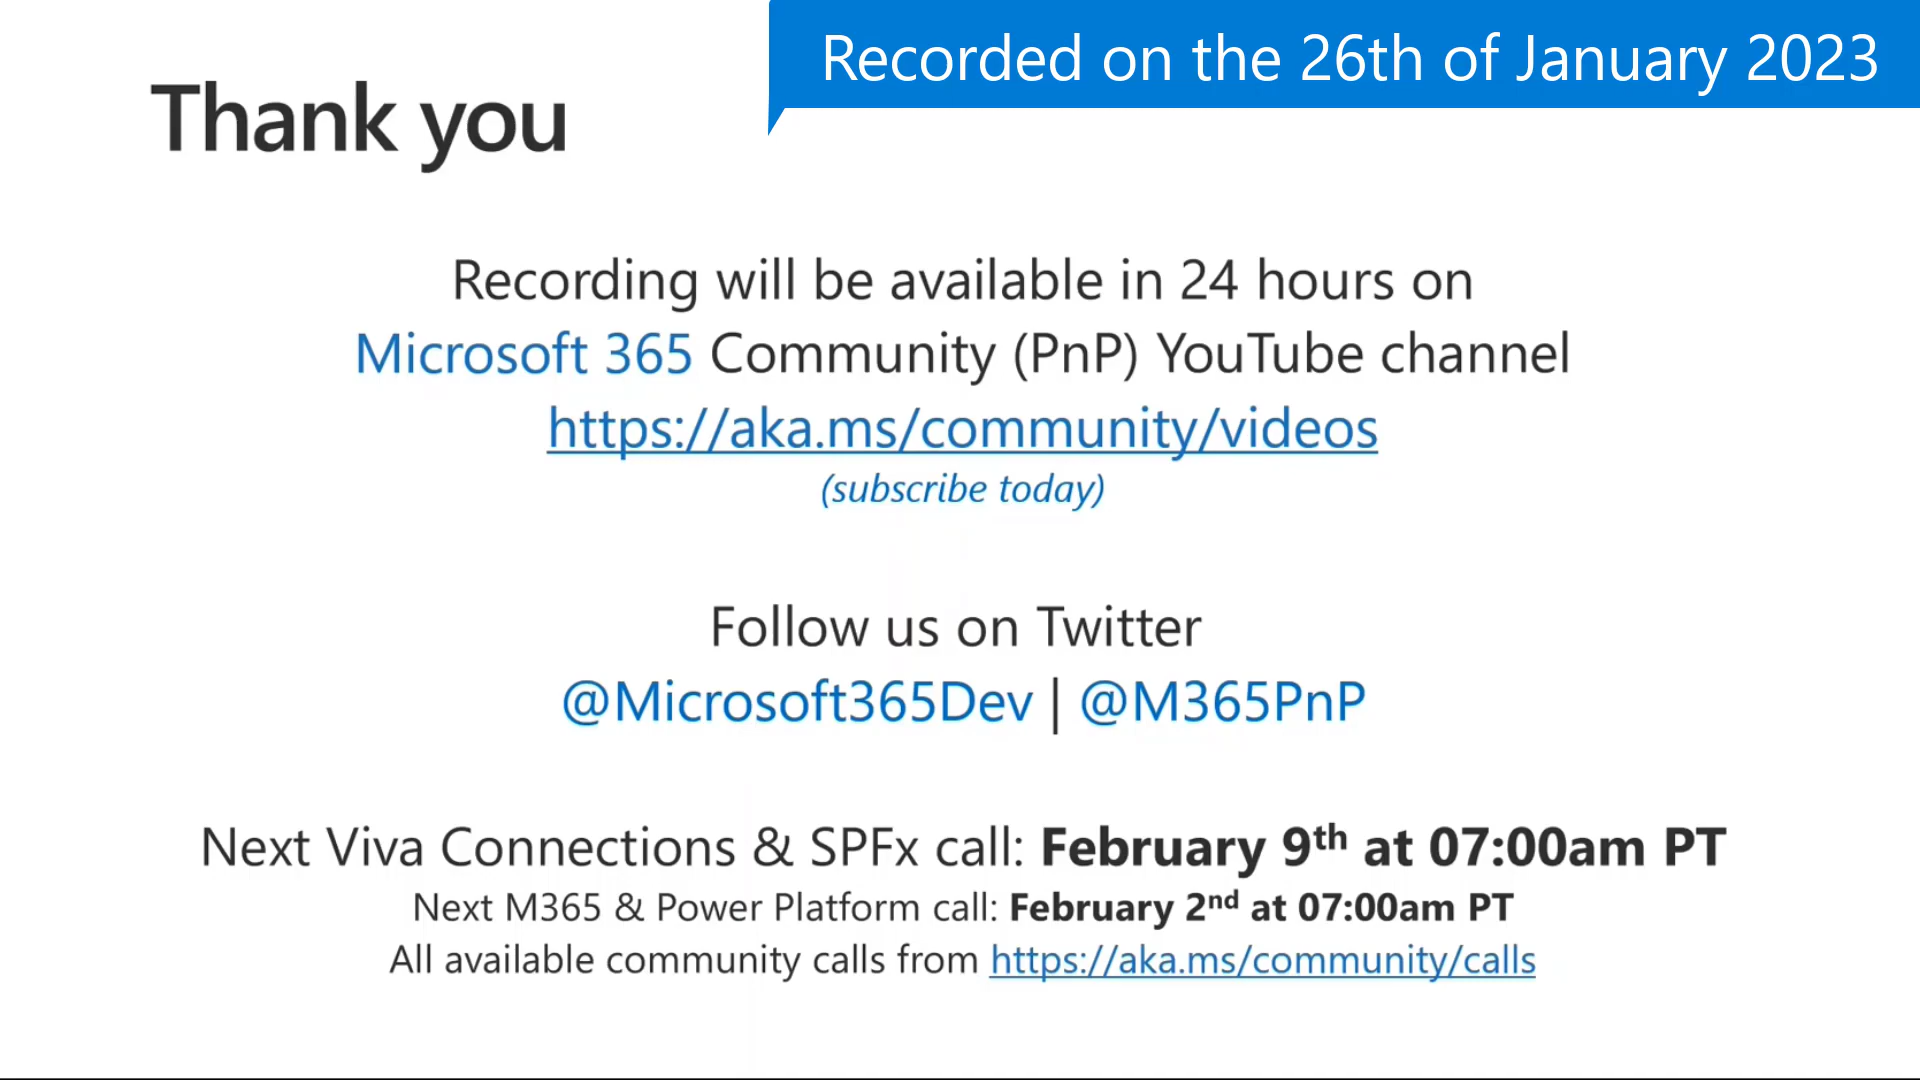 Recorded on the 26th of January 2023
Thank you
Recording will be available in 24 hours on
Microsoft 365 Community (PnP) YouTube channel
https://aka.ms/community/videos
(subscribe today)
Follow us on Twitter
@Microsoft365Dev | @M365PnP
Next Viva Connections & SPFx call: February 9th at 07:00am PT
Next M365 & Power Platform call: February 2nd at 07:00am PT
All available community calls from https://aka.ms/community/calls